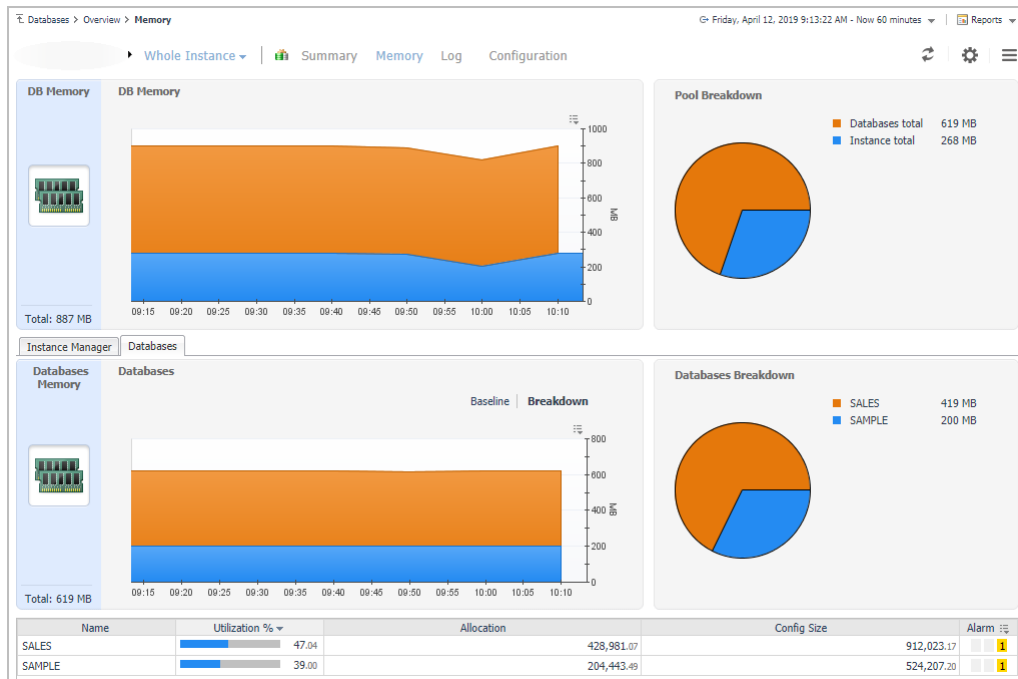 Databases > Overview > Memory
Friday, April 12, 2019 9:13:22 AM - Now 60 minutes
Reports
Whole Instance
Summary
Memory
Log
Configuration
DB Memory
Total: 887 MB
DB Memory
1000
800
600
400
200
0
MB
09:15 09:20 09:25 09:30 09:35 09:40 09:45 09:50 09:55 10:00 10:05 10:10
Pool Breakdown
Databases total 619 MB
Instance total 268 MB
Instance Manager
Databases
Databases
Memory
Total: 619 MB
Databases
Baseline | Breakdown
800
600
400
200
0
MB
09:15 09:20 09:25 09:30 09:35 09:40 09:45 09:50 09:55 10:00 10:05 10:10
Databases Breakdown
SALES 419 MB
SAMPLE 200 MB
Name Utilization % Allocation Config Size Alarm
SALES 47.04 428,981.07 912,023.17 1
SAMPLE 39.00 204,443.49 524,207.20 1